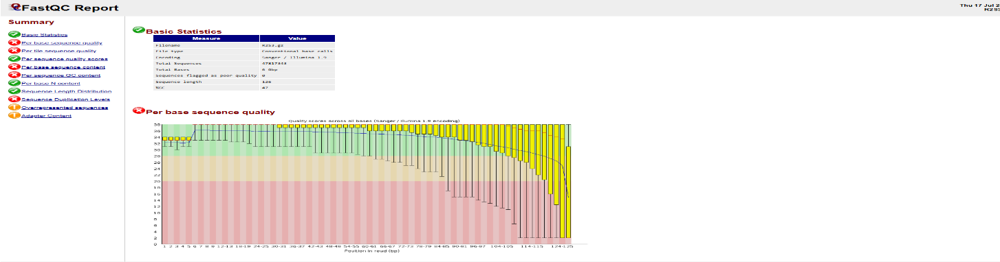 FastQC Report
Thu 17 Jul 2
Summary
Basic Statistics
Per base sequence quality
Per tile sequence quality
Per sequence quality scores
Per base sequence content
Per sequence GC content
Per base N content
Sequence Length Distribution
Sequence Duplication Levels
Overrepresented sequences
Adapter Content
Basic Statistics
Measure Value
Filename R2S3.gz
File type Conventional base calls
Encoding Sanger / Illumina 1.9
Total Sequences 47817343
Total Bases 6 Gbp
Sequences flagged as poor quality 0
Sequence length 126
%GC 47
Per base sequence quality
Quality scores across all bases (Sanger / Illumina 1.9 encoding)
38
36
34
32
30
28
26
24
22
20
18
16
14
12
10
8
6
4
2
0
1 2 3 4 5 6 7 8 9 12-13 18-19 24-25 30-31 36-37 42-43 48-49 54-55 60-61 66-67 72-73 78-79 84-85 90-91 96-97 104-105 114-115 124-125
Position in read (bp)